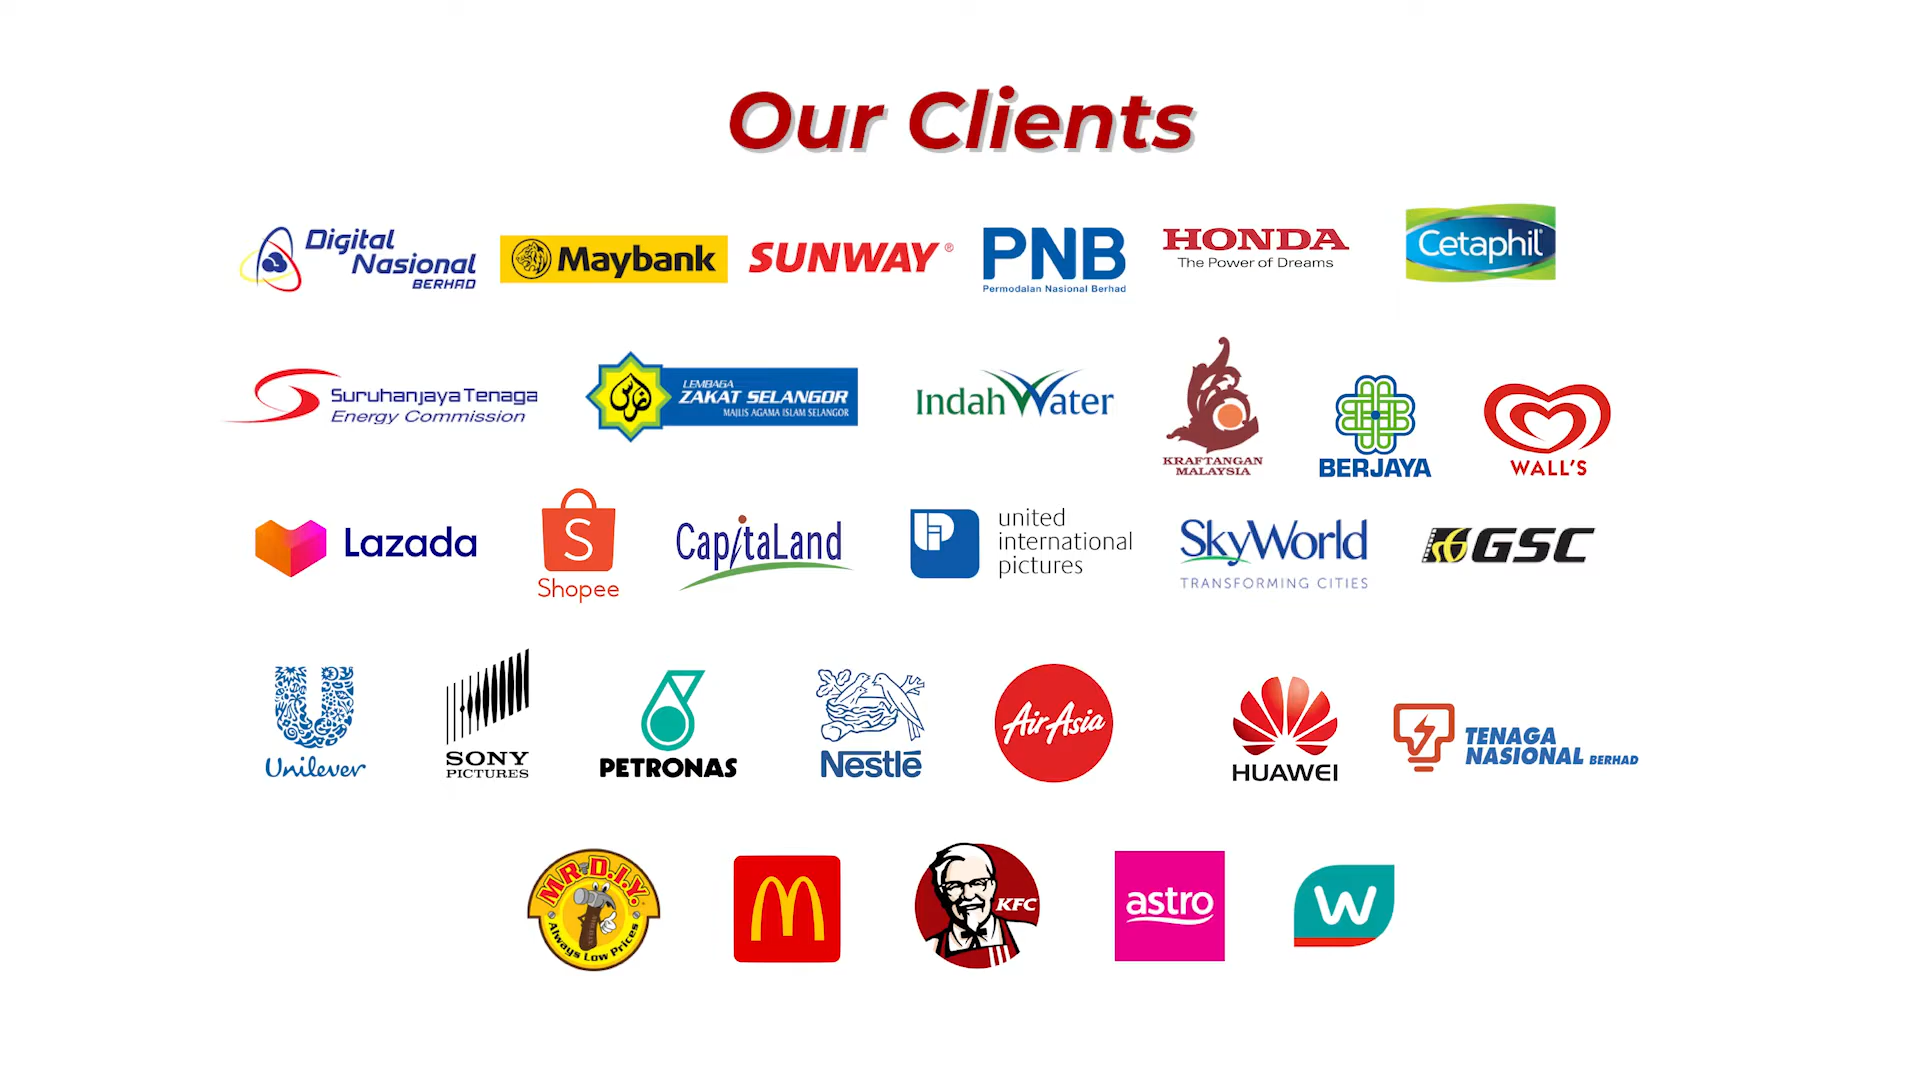 Our Clients
Digital
Nasional
BERHAD
Maybank
SUNWAY®
PNB
Permodalan Nasional Berhad
HONDA
The Power of Dreams
Cetaphil®
Suruhanjaya Tenaga
Energy Commission
LEMBAGA
ZAKAT SELANGOR
MAJLIS AGAMA ISLAM SELANGOR
IndahWater
KRAFTANGAN
MALAYSIA
BERJAYA
WALL'S
Lazada
S
Shopee
CapitaLand
united
international
pictures
SkyWorld
TRANSFORMING CITIES
GSC
Unilever
SONY
PICTURES
PETRONAS
Nestlé
AirAsia
HUAWEI
TENAGA
NASIONAL BERHAD
MR.D.I.Y.
Always Low Prices
M
KFC
astro
W